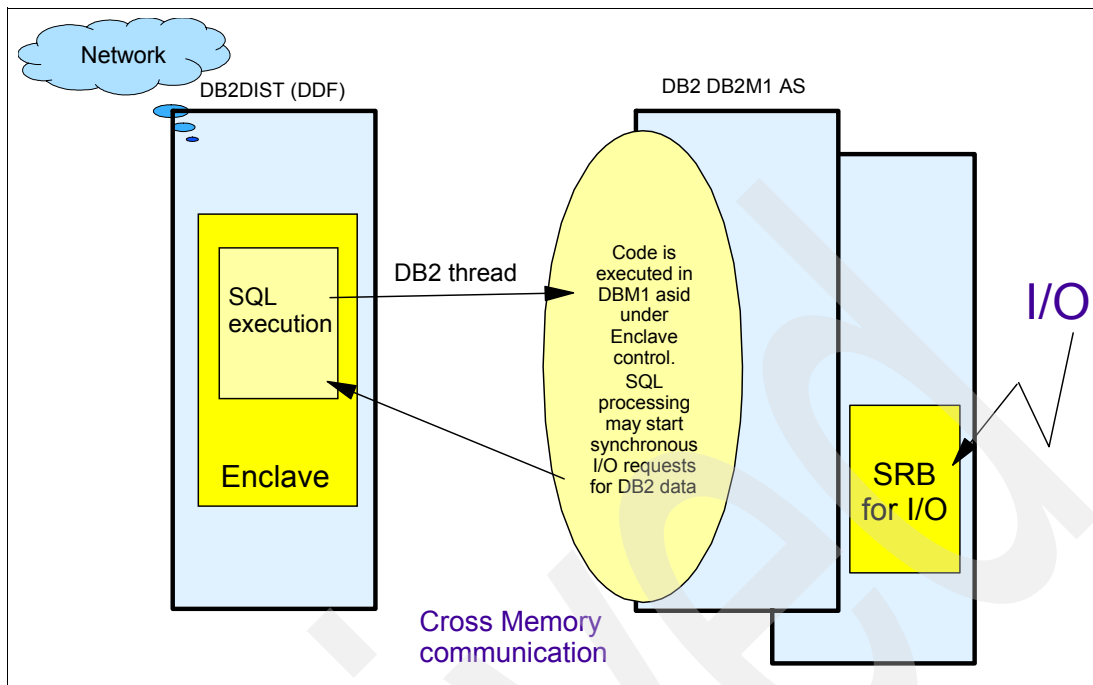 Network
DB2DIST (DDF)
DB2 DB2M1 AS
SQL
execution
Enclave
DB2 thread
Code is
executed in
DBM1 asid
under
Enclave
control.
SQL
processing
may start
synchronous
I/O requests
for DB2 data
I/O
SRB
for I/O
Cross Memory
communication